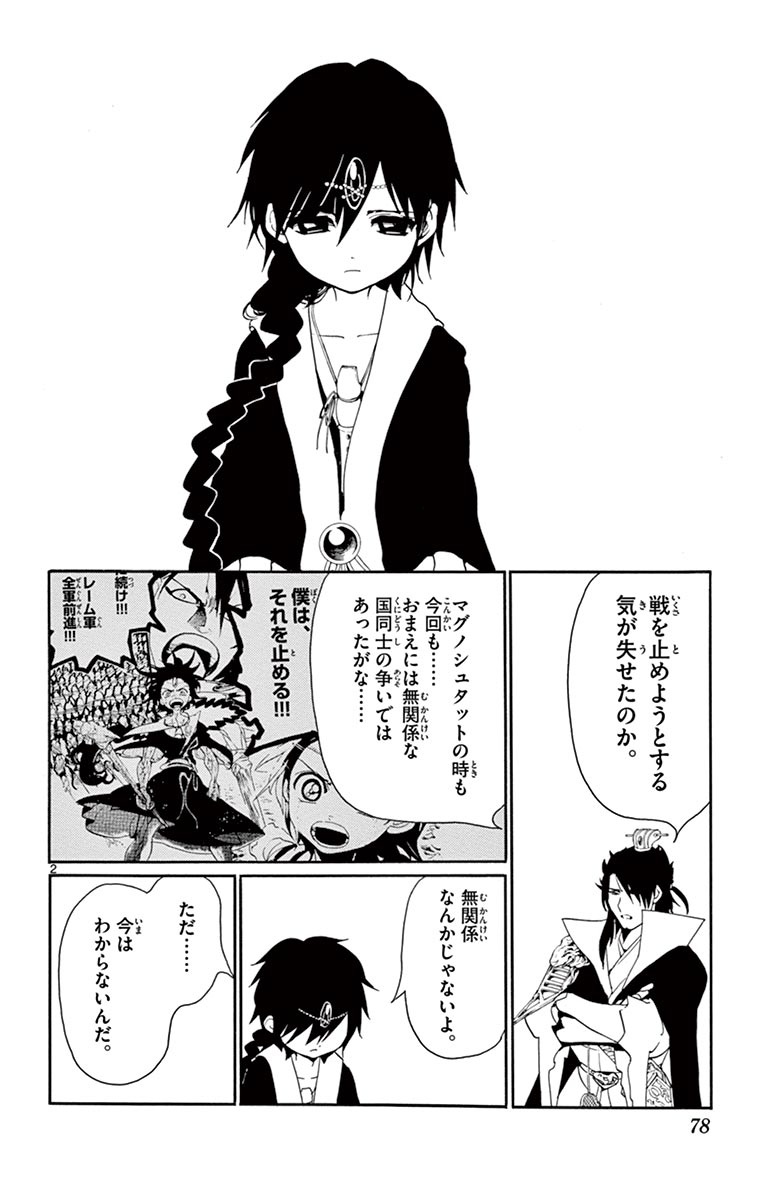 戦を止めようとする
気が失せたのか。
マグノシュタットの時も
今回も……
おまえには無関係な
国同士の争いでは
あったがな……
僕は、
それを止める!!!
に続け!!!
レーム軍
全軍前進!!!
無関係
なんかじゃないよ。
ただ……
今は
わからないんだ。
2
78